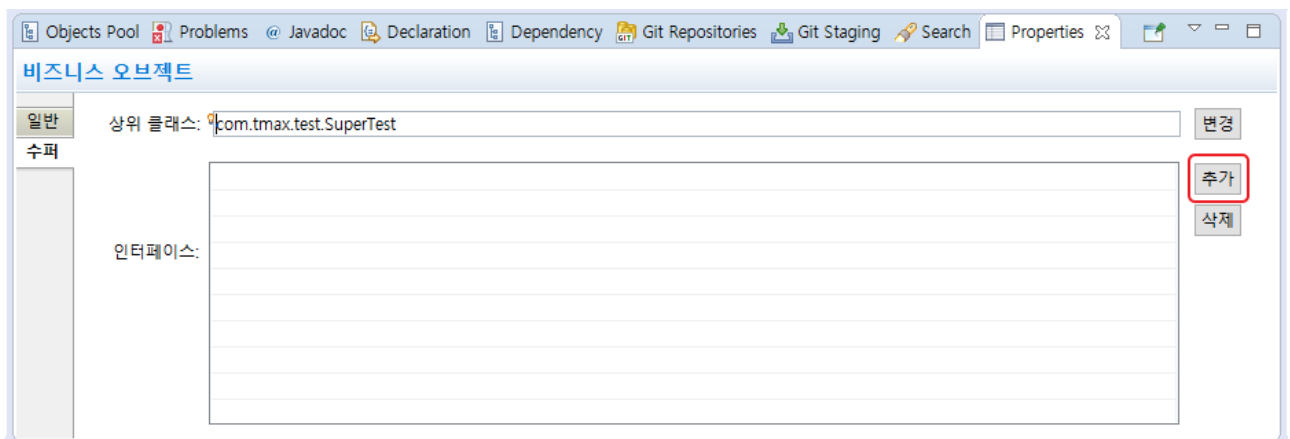 Objects Pool Problems @ Javadoc Declaration Dependency Git Repositories Git Staging Search Properties
비즈니스 오브젝트
일반
상위 클래스: com.tmax.test.SuperTest 변경
수퍼
추가
삭제
인터페이스: